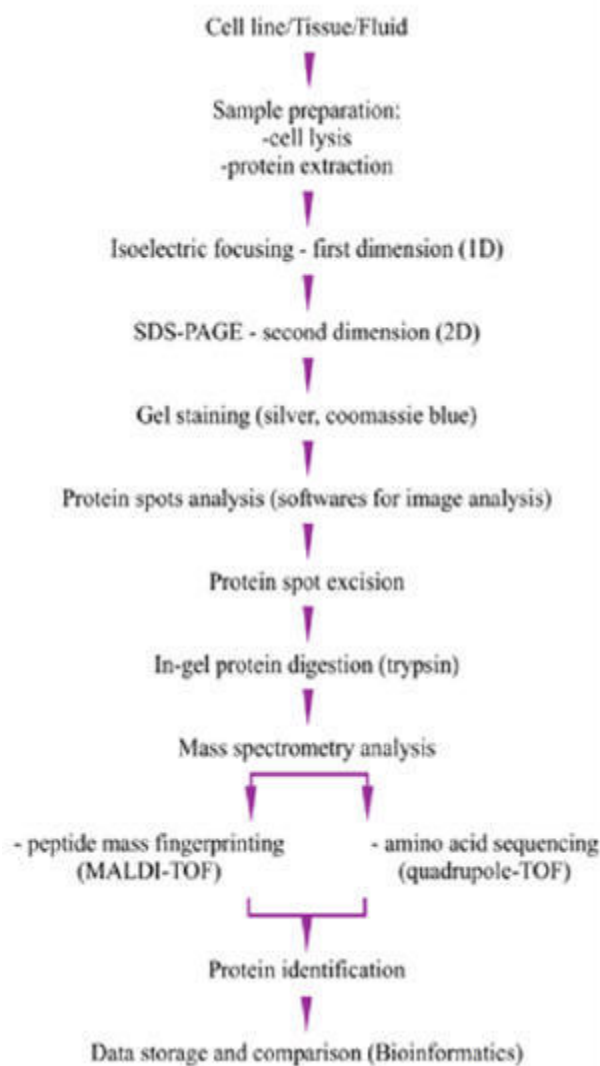 Cell line/Tissue/Fluid
Sample preparation:
-cell lysis
-protein extraction
Isoelectric focusing - first dimension (1D)
SDS-PAGE - second dimension (2D)
Gel staining (silver, coomassie blue)
Protein spots analysis (softwares for image analysis)
Protein spot excision
In-gel protein digestion (trypsin)
Mass spectrometry analysis
- peptide mass fingerprinting
(MALDI-TOF)
- amino acid sequencing
(quadrupole-TOF)
Protein identification
Data storage and comparison (Bioinformatics)